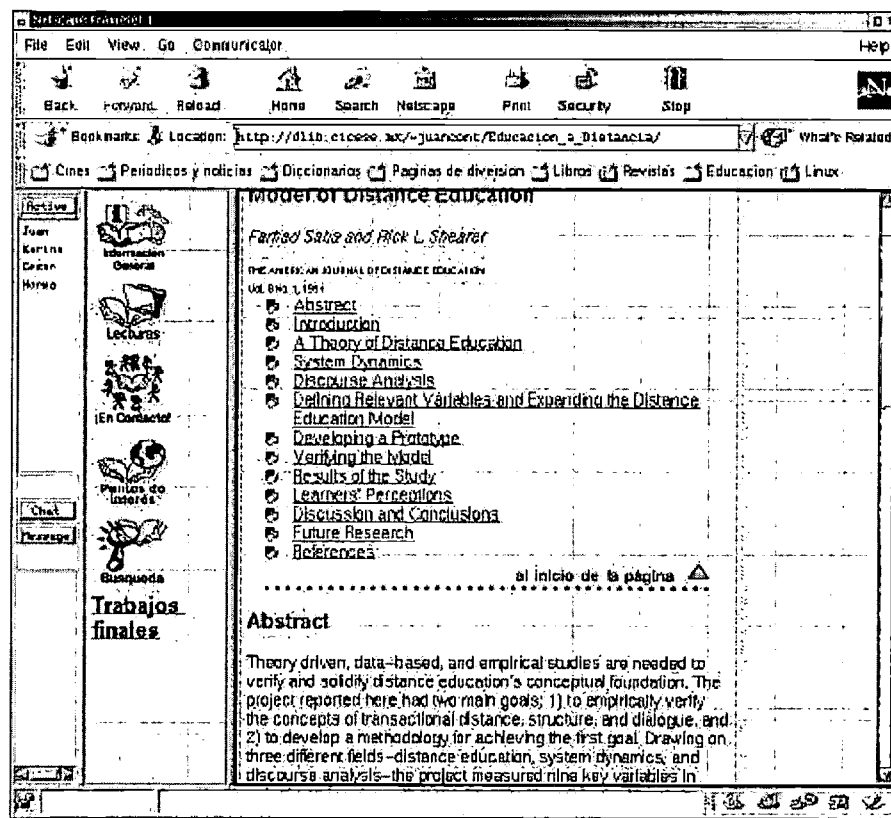 File Edit View Go Communicator Help
Back Forward Reload Home Search Netscape Print Security Stop
Bookmarks Location: http://dlib.cicese.mx/~juancont/Educacion_a_Distancia/ What's Related
Cines Periodicos y noticias Diccionarios Paginas de diversion Libros Revistas Educacion Linux
Active
Juan
Información
General
Lecturas
¡En Contacto!
Puntos de
Interés
Chat
Message
Busqueda
Trabajos
finales
Model of Distance Education
and Rick L. Shearer
THE AMERICAN JOURNAL OF DISTANCE EDUCATION
Abstract
Introduction
A Theory of Distance Education
System Dynamics
Discourse Analysis
Defining Relevant Variables and Expanding the Distance
Education Model
Developing a Prototype
Verifying the Model
Results of the Study
Learners' Perceptions
Discussion and Conclusions
Future Research
References
al inicio de la página
Abstract
Theory driven, data-based, and empirical studies are needed to
verify and solidify distance education's conceptual foundation. The
project reported here had two main goals; 1) to empirically verify
the concepts of transactional distance, structure, and dialogue, and
2) to develop a methodology for achieving the first goal. Drawing on
three different fields-distance education, system dynamics, and
discourse analysis-the project measured nine key variables in